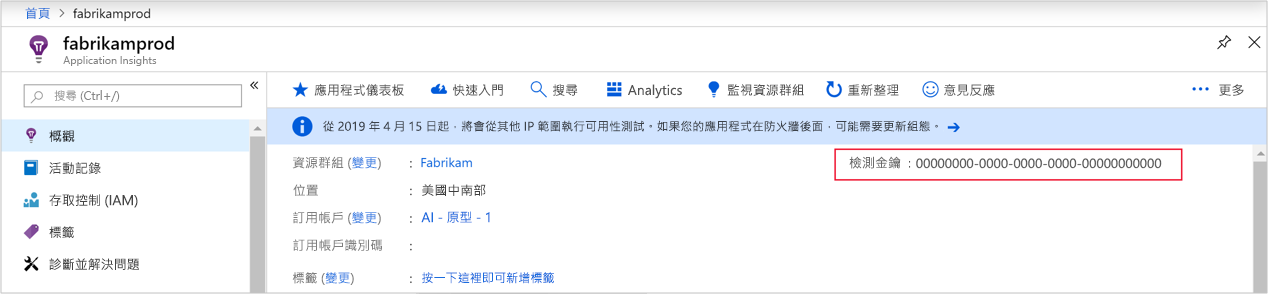 首頁 > fabrikamprod
fabrikamprod
Application Insights
搜尋 (Ctrl+/)
概觀
活動記錄
存取控制 (IAM)
標籤
診斷並解決問題
應用程式儀表板 快速入門 搜尋 Analytics 監視資源群組 重新整理 意見反應 更多
從 2019 年 4 月 15 日起，將會從其他 IP 範圍執行可用性測試。如果您的應用程式在防火牆後面，可能需要更新組態。
資源群組 (變更) : Fabrikam 檢測金鑰 : 00000000-0000-0000-0000-00000000000
位置 : 美國中南部
訂用帳戶 (變更) : AI - 原型 - 1
訂用帳戶識別碼 :
標籤 (變更) : 按一下這裡即可新增標籤